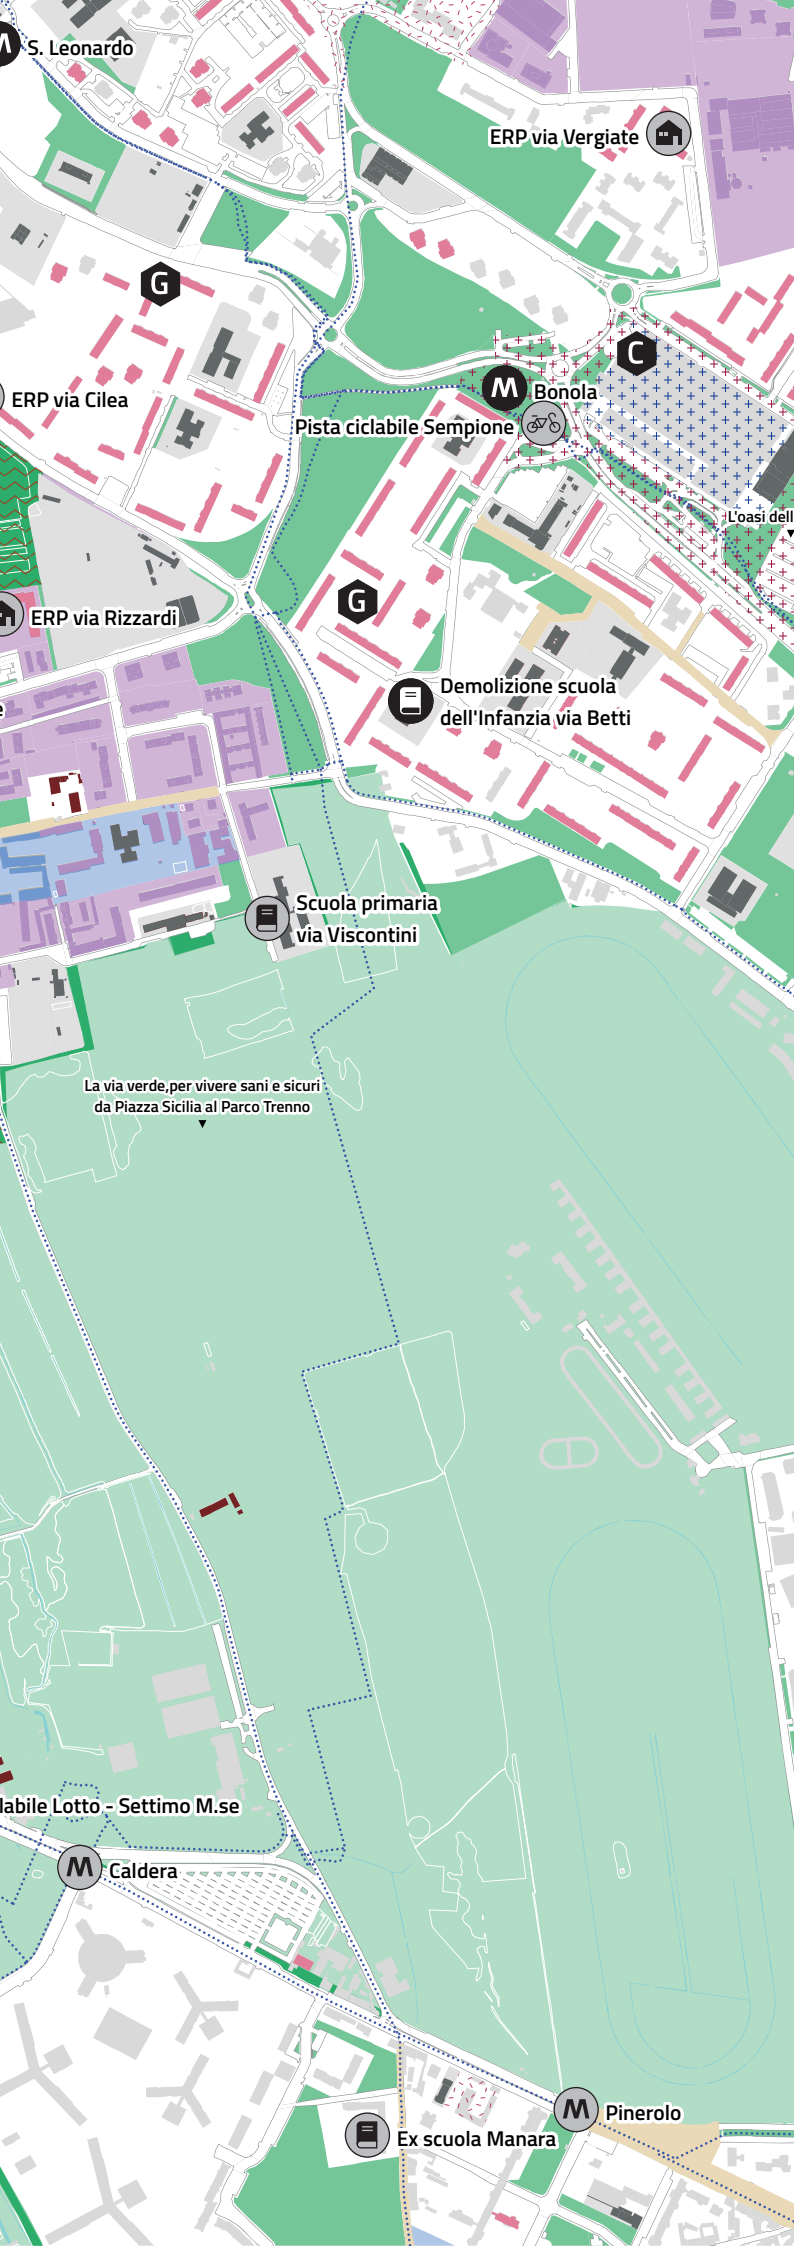 M
S. Leonardo
ERP via Vergiate
G
C
M
Bonola
ERP via Cilea
Pista ciclabile Sempione
L'oasi dell
G
ERP via Rizzardi
Demolizione scuola
dell'Infanzia via Betti
e
Scuola primaria
via Viscontini
La via verde,per vivere sani e sicuri
da Piazza Sicilia al Parco Trenno
labile Lotto - Settimo M.se
M
Caldera
M
Pinerolo
Ex scuola Manara